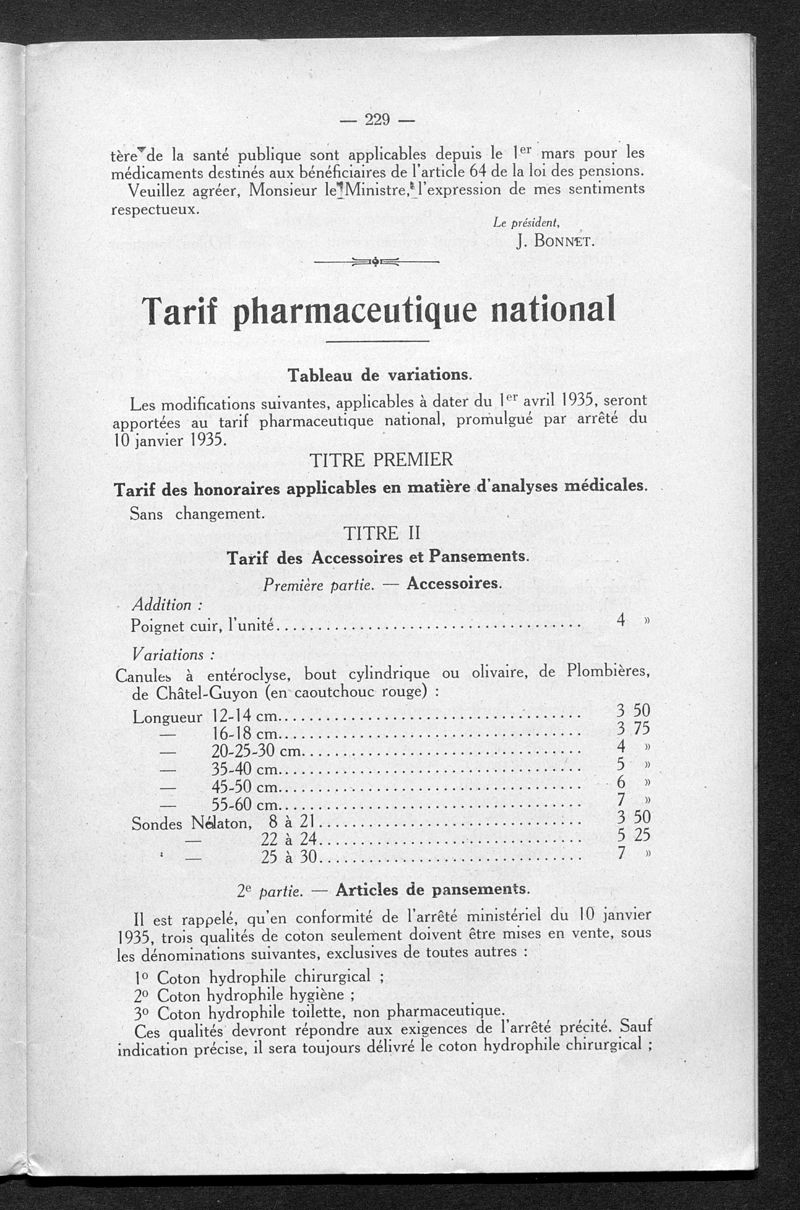 — 229 —
tère de la santé publique sont applicables depuis le 1er mars pour les
médicaments destinés aux bénéficiaires de l'article 64 de la loi des pensions.
Veuillez agréer, Monsieur le Ministre, l'expression de mes sentiments
respectueux.
Le président,
J. BONNET.
Tarif pharmaceutique national
Tableau de variations.
Les modifications suivantes, applicables à dater du 1er avril 1935, seront
apportées au tarif pharmaceutique national, promulgué par arrêté du
10 janvier 1935.
TITRE PREMIER
Tarif des honoraires applicables en matière d'analyses médicales.
Sans changement.
TITRE II
Tarif des Accessoires et Pansements.
Première partie. — Accessoires.
Addition :
Poignet cuir, l'unité..................................... 4 »
Variations :
Canules à entéroclyse, bout cylindrique ou olivaire, de Plombières,
de Châtel-Guyon (en caoutchouc rouge) :
Longueur 12-14 cm..................................... 3 50
— 16-18 cm..................................... 3 75
— 20-25-30 cm.................................. 4 »
— 35-40 cm..................................... 5 »
— 45-50 cm..................................... 6 »
— 55-60 cm..................................... 7 »
Sondes Nélaton, 8 à 21................................ 3 50
— 22 à 24................................ 5 25
— 25 à 30................................ 7 »
2e partie. — Articles de pansements.
Il est rappelé, qu'en conformité de l'arrêté ministériel du 10 janvier
1935, trois qualités de coton seulement doivent être mises en vente, sous
les dénominations suivantes, exclusives de toutes autres :
1o Coton hydrophile chirurgical ;
2o Coton hydrophile hygiène ;
3o Coton hydrophile toilette, non pharmaceutique.
Ces qualités devront répondre aux exigences de l'arrêté précité. Sauf
indication précise, il sera toujours délivré le coton hydrophile chirurgical ;